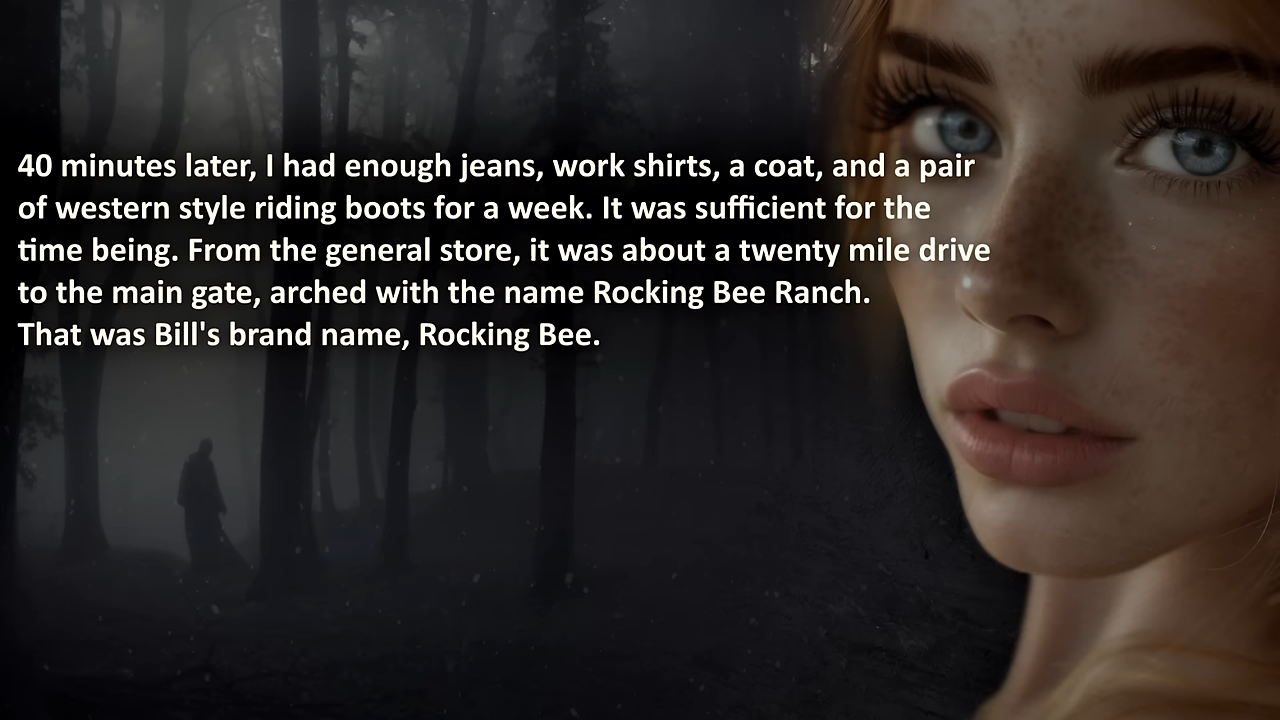 40 minutes later, I had enough jeans, work shirts, a coat, and a pair
of western style riding boots for a week. It was sufficient for the
time being. From the general store, it was about a twenty mile drive
to the main gate, arched with the name Rocking Bee Ranch.
That was Bill's brand name, Rocking Bee.